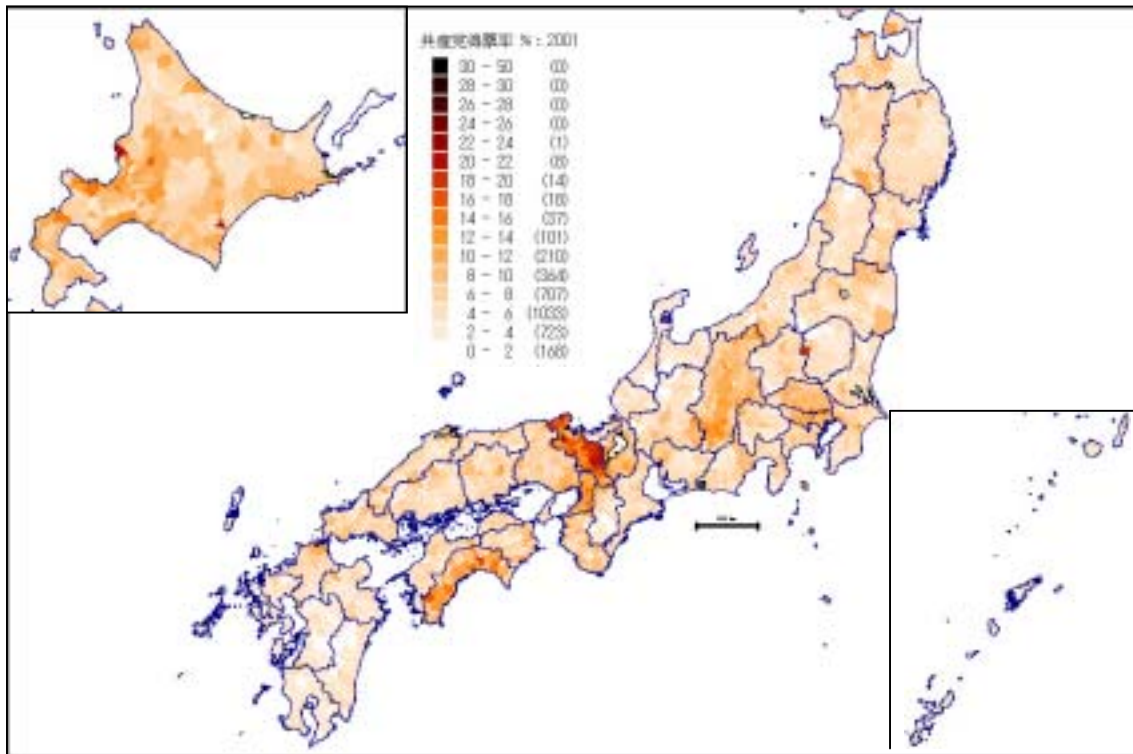 共産党得票率 %：2001
30 - 50 (0)
28 - 30 (0)
26 - 28 (0)
24 - 26 (0)
22 - 24 (1)
20 - 22 (8)
18 - 20 (14)
16 - 18 (18)
14 - 16 (37)
12 - 14 (101)
10 - 12 (210)
8 - 10 (364)
6 - 8 (707)
4 - 6 (1033)
2 - 4 (723)
0 - 2 (168)